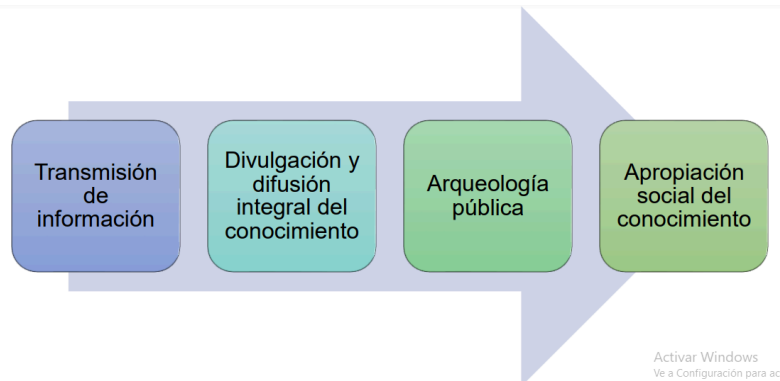 Transmisión
de
información
Divulgación y
difusión
integral del
conocimiento
Arqueología
pública
Apropiación
social del
conocimiento
Activar Windows
Ve a Configuración para ac